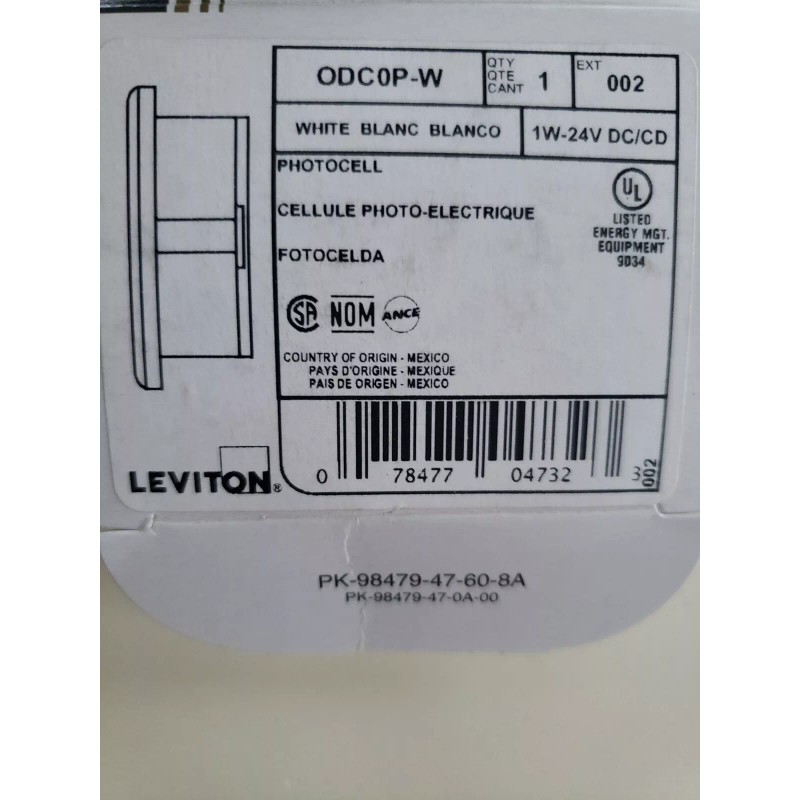 ODC0P-W
QTY
QTE
CANT 1
EXT
002
WHITE BLANC BLANCO
1W-24V DC/CD
PHOTOCELL
CELLULE PHOTO-ELECTRIQUE
FOTOCELDA
UL
LISTED
ENERGY MGT.
EQUIPMENT
9034
SA NOM ANCE
COUNTRY OF ORIGIN - MEXICO
PAYS D'ORIGINE - MEXIQUE
PAIS DE ORIGEN - MEXICO
LEVITON®
0 78477 04732 3
002
PK-98479-47-60-8A
PK-98479-47-0A-00